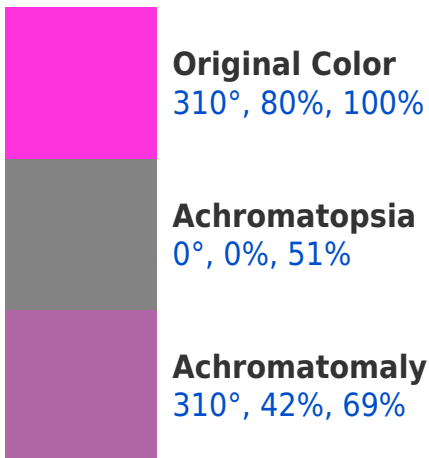 Original Color
310°, 80%, 100%
Achromatopsia
0°, 0%, 51%
Achromatomaly
310°, 42%, 69%